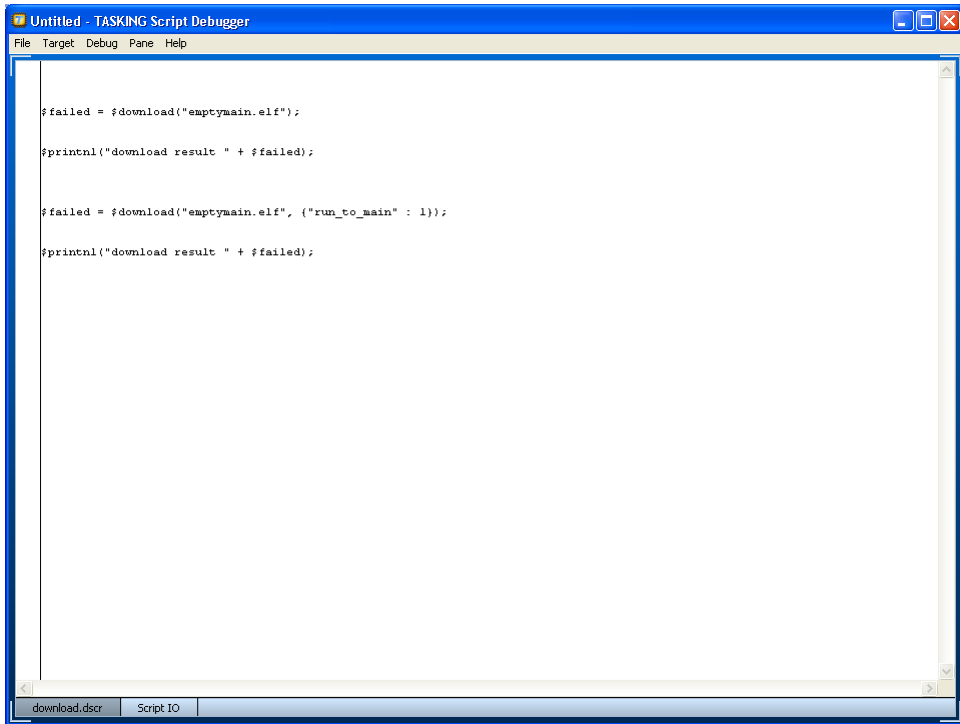 Untitled - TASKING Script Debugger
File Target Debug Pane Help
$failed = $download("emptymain.elf");
$printnl("download result " + $failed);
$failed = $download("emptymain.elf", {"run_to_main" : 1});
$printnl("download result " + $failed);
download.dscr Script IO